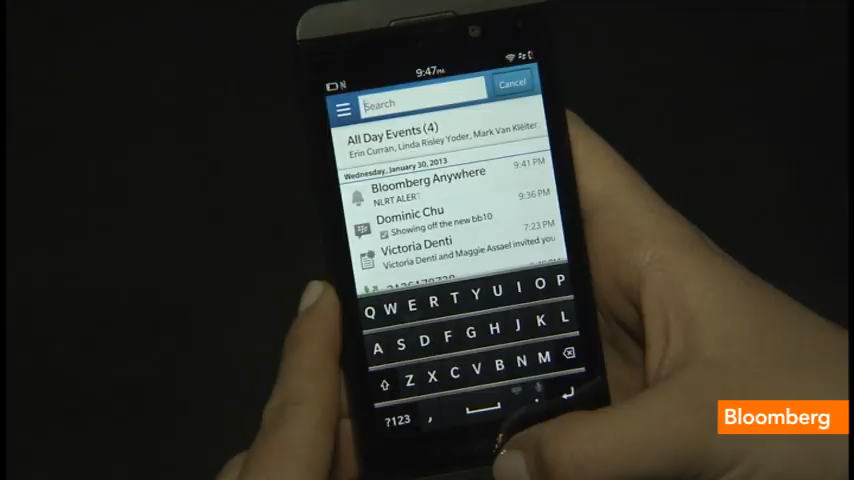 9:47PM
Search
Cancel
All Day Events (4)
Erin Curran, Linda Risley Yoder, Mark Van Kleiter
Wednesday, January 30, 2013
Bloomberg Anywhere 9:41 PM
NLRT ALERT
Dominic Chu 9:36 PM
Showing off the new bb10
Victoria Denti 7:23 PM
Victoria Denti and Maggie Assael invited you
Q W E R T Y U I O P
A S D F G H J K L
Z X C V B N M
?123 , .
Bloomberg